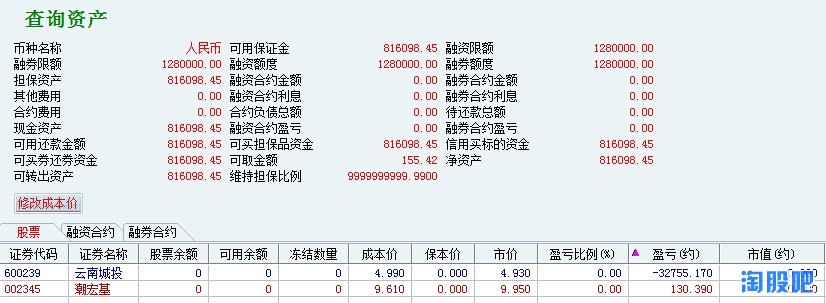 查询资产
币种名称 人民币 可用保证金 816098.45 融资限额 1280000.00
融券限额 1280000.00 融资额度 1280000.00 融券额度 1280000.00
担保资产 816098.45 融资合约金额 0.00 融券合约金额 0.00
其他费用 0.00 融资合约利息 0.00 融券合约利息 0.00
合约费用 0.00 合约负债总额 0.00 待还款总额 0.00
现金资产 816098.45 融资合约盈亏 0.00 融券合约盈亏 0.00
可用还款金额 816098.45 可买担保品资金 816098.45 信用买标的资金 816098.45
可买券还券资金 816098.45 可取金额 155.42 净资产 816098.45
可转出资产 816098.45 维持担保比例 9999999999.9900
修改成本价
股票 融资合约 融券合约
证券代码 证券名称 股票余额 可用余额 冻结数量 成本价 保本价 市价 盈亏比例(%) 盈亏(约) 市值(约)
600239 云南城投 0 0 0 4.990 0.000 4.930 0.00 -32755.170
002345 潮宏基 0 0 0 9.610 0.000 9.950 0.00 130.390
淘股吧